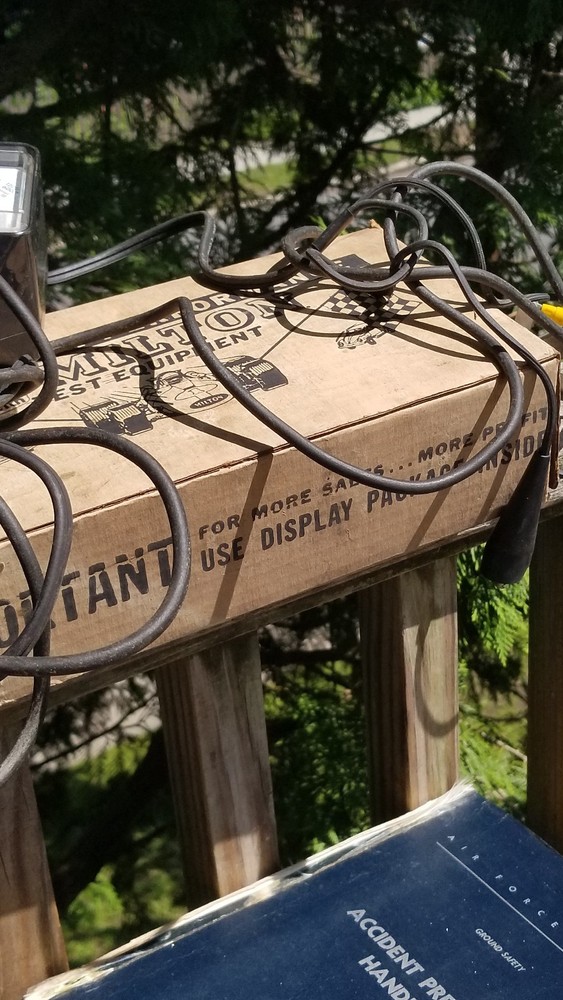 MILTON
EST EQUIPMENT
MILTON
FOR MORE SALES... MORE PROFIT
USE DISPLAY PACKAGE INSIDE
ORTANT
AIR FORCE
GROUND SAFETY
ACCIDENT PRE
HAND